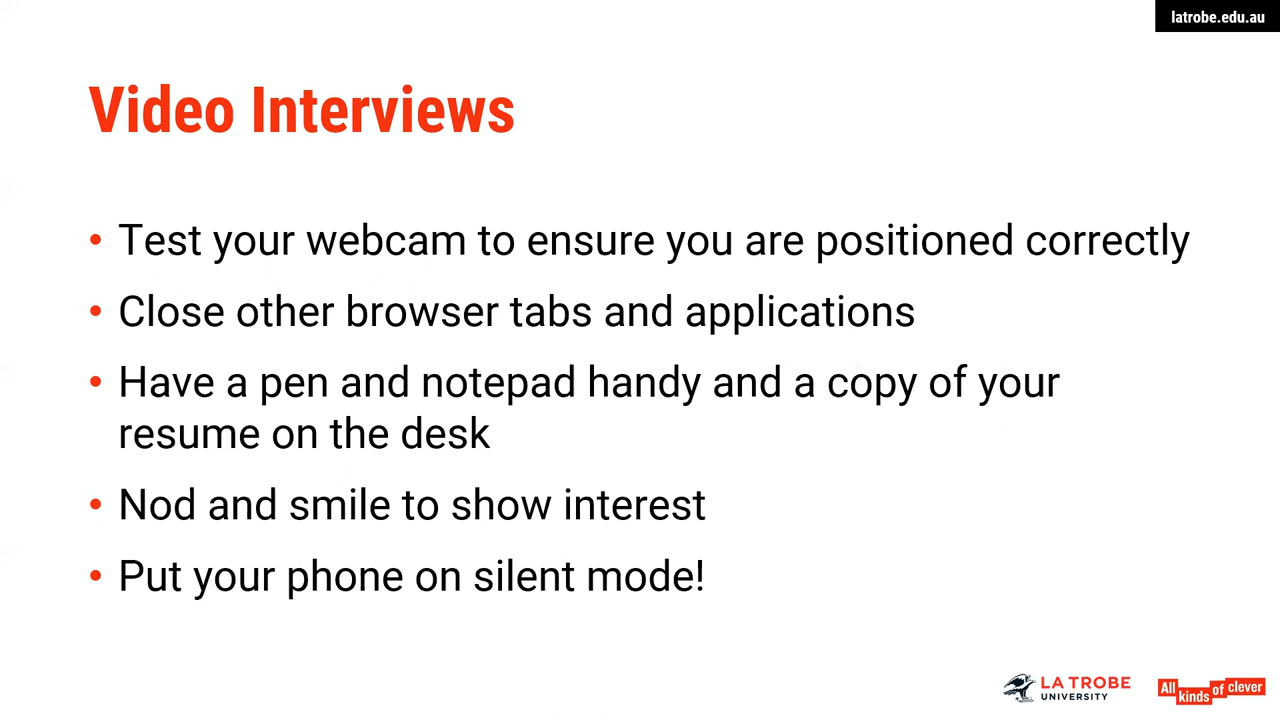 latrobe.edu.au
Video Interviews
• Test your webcam to ensure you are positioned correctly
• Close other browser tabs and applications
• Have a pen and notepad handy and a copy of your
resume on the desk
• Nod and smile to show interest
• Put your phone on silent mode!
LA TROBE
UNIVERSITY
All kinds of clever